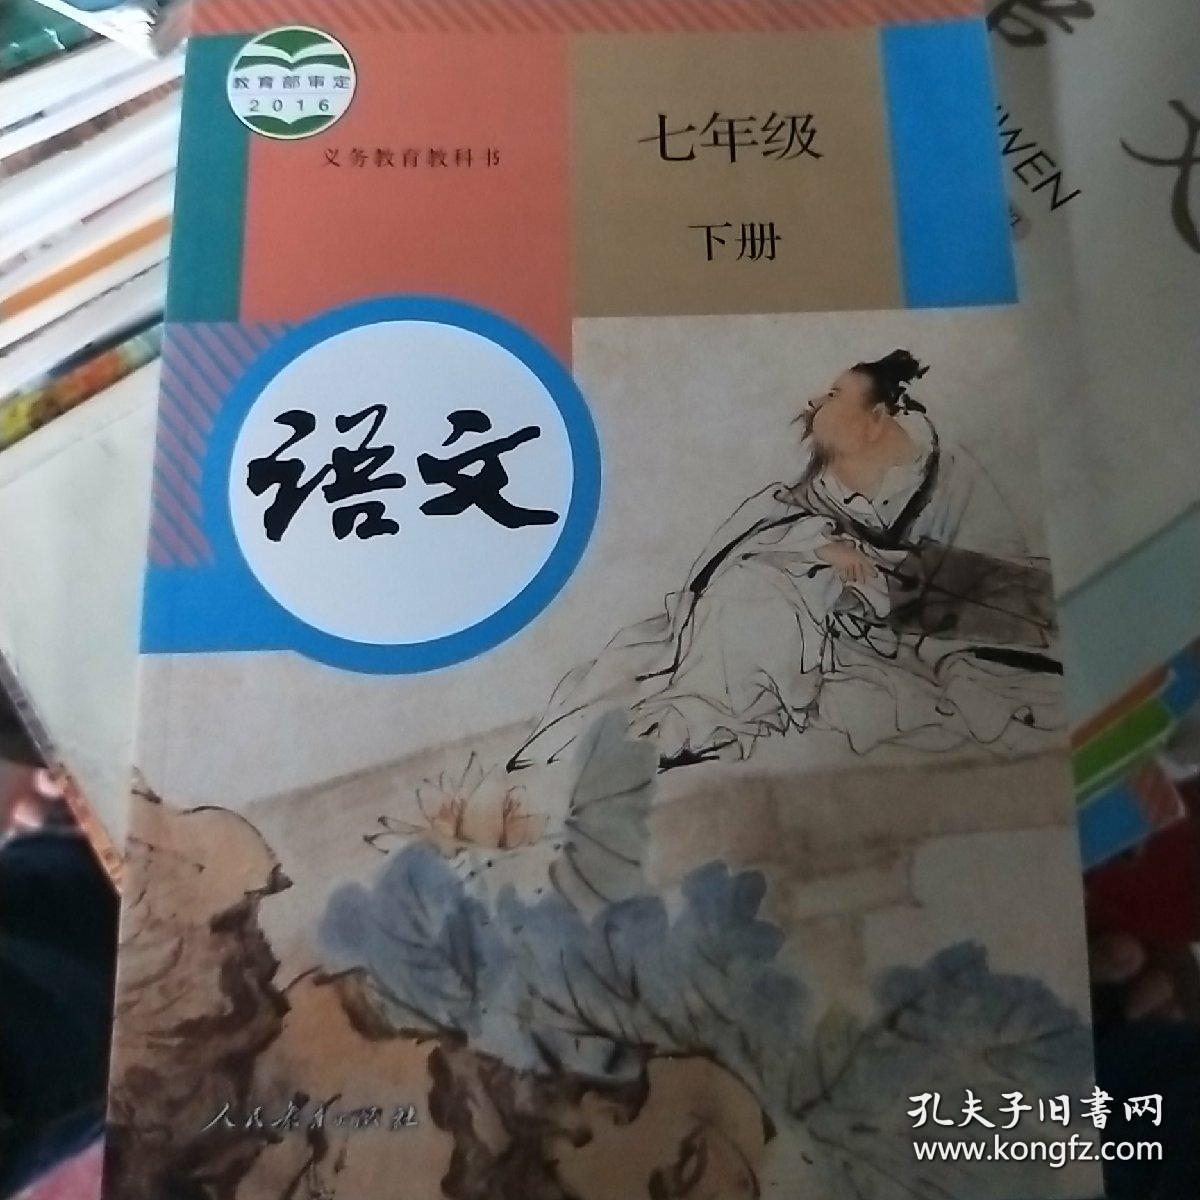 教育部审定
2016
义务教育教科书
七年级
下册
语文
人民教育出版社
WEN
孔夫子旧书网
www.kongfz.com